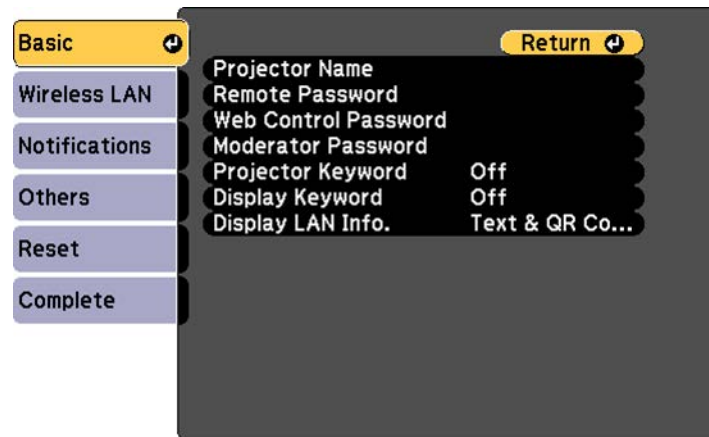 Basic
Wireless LAN
Notifications
Others
Reset
Complete
Return
Projector Name
Remote Password
Web Control Password
Moderator Password
Projector Keyword Off
Display Keyword Off
Display LAN Info. Text & QR Co...